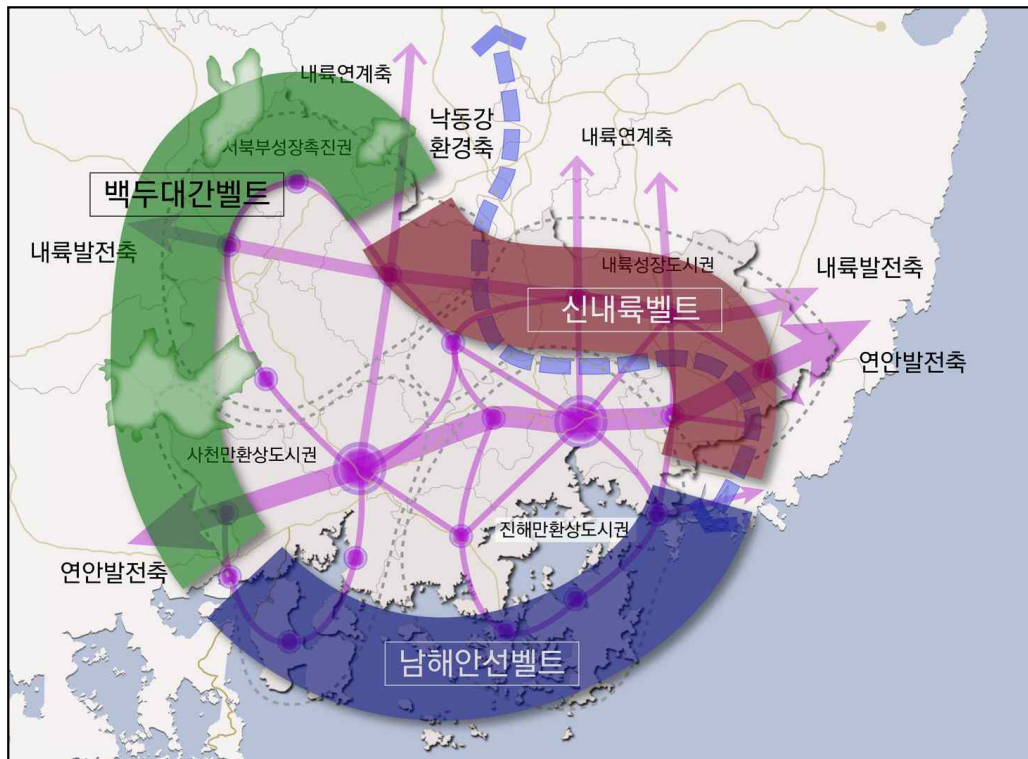 내륙연계축
낙동강
환경축
내륙연계축
서북부성장촉진권
백두대간벨트
내륙발전축
내륙성장도시권
내륙발전축
신내륙벨트
연안발전축
사천만환상도시권
진해만환상도시권
연안발전축
남해안선벨트